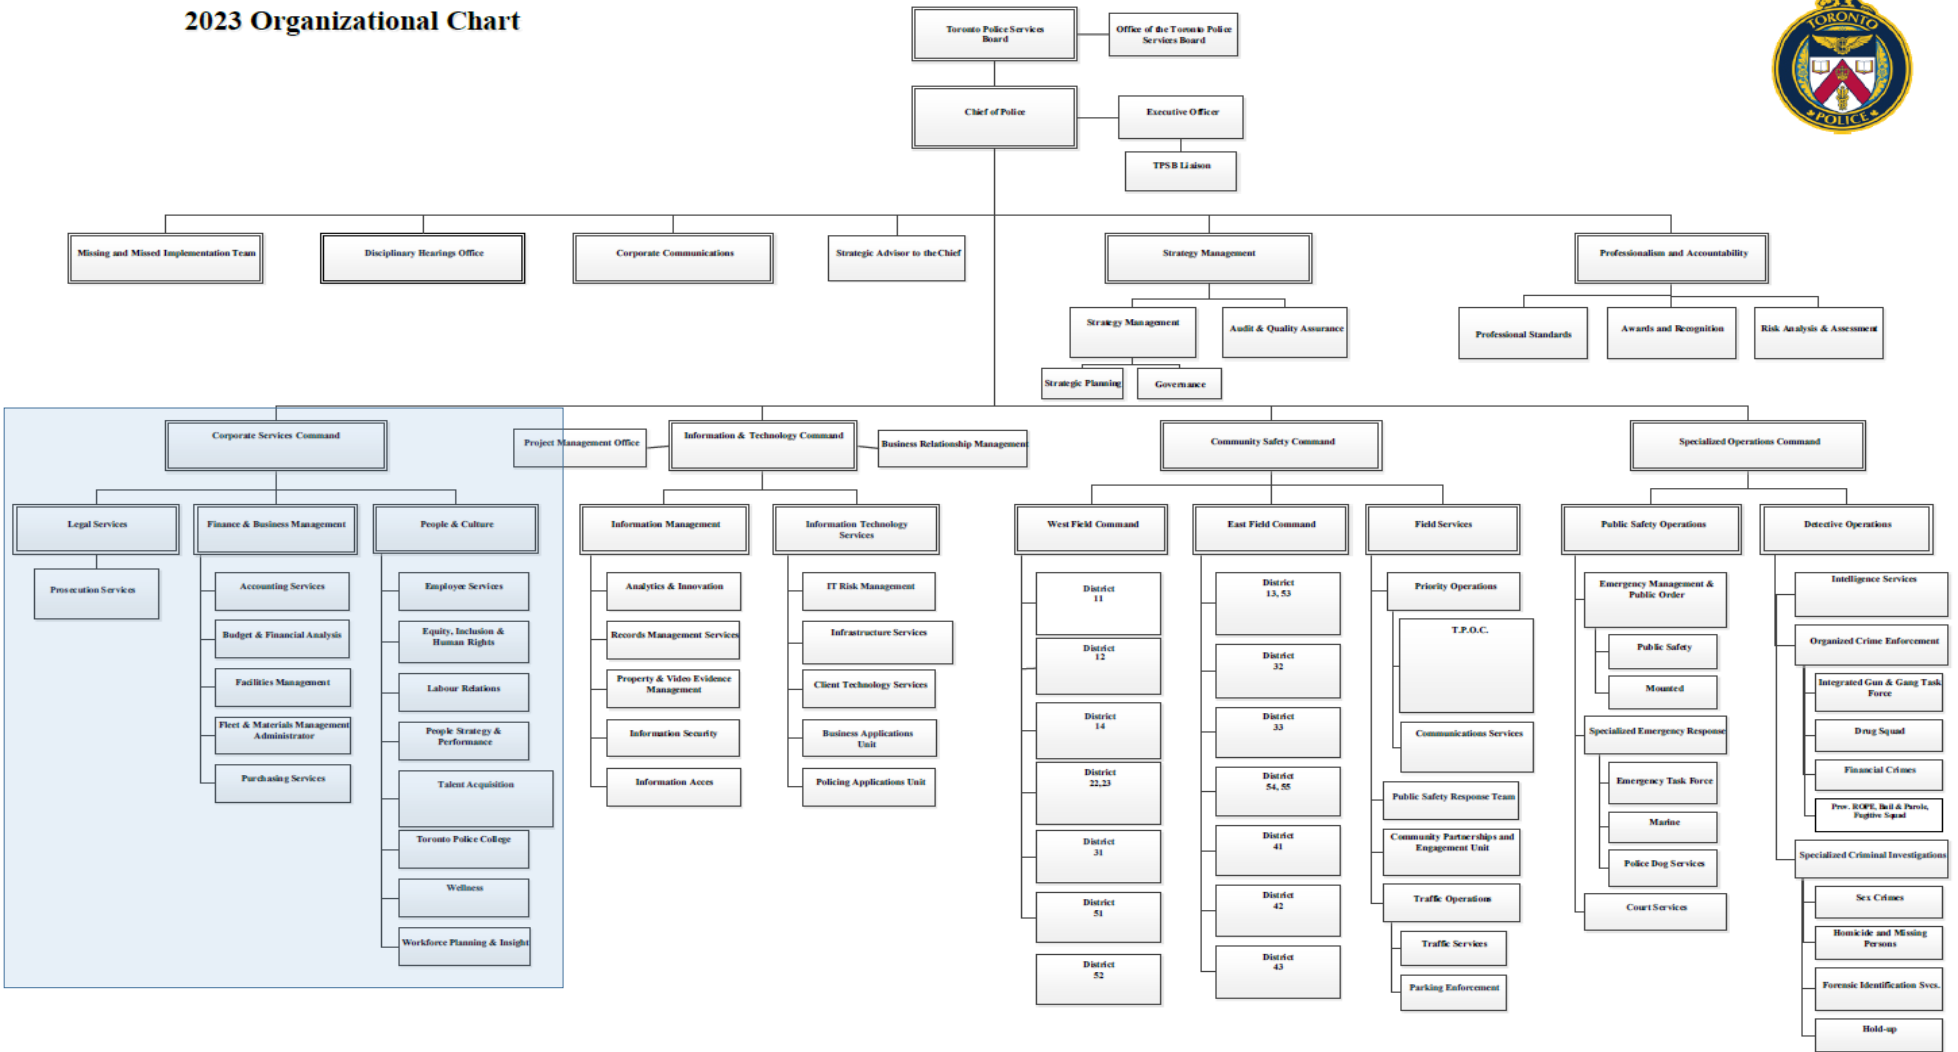 2023 Organizational Chart
Toronto Police Services
Board
Office of the Toronto Police
Services Board
TORONTO
POLICE
Chief of Police
Executive Officer
TPSB Liaison
Missing and Missed Implementation Team
Disciplinary Hearings Office
Corporate Communications
Strategic Advisor to the Chief
Strategy Management
Professionalism and Accountability
Strategy Management
Audit & Quality Assurance
Strategic Planning
Governance
Professional Standards
Awards and Recognition
Risk Analysis & Assessment
Corporate Services Command
Legal Services
Prosecution Services
Finance & Business Management
Accounting Services
Budget & Financial Analysis
Facilities Management
Fleet & Materials Management
Administrator
Purchasing Services
People & Culture
Employee Services
Equity, Inclusion &
Human Rights
Labour Relations
People Strategy &
Performance
Talent Acquisition
Toronto Police College
Wellness
Workforce Planning & Insight
Project Management Office
Information & Technology Command
Business Relationship Management
Information Management
Analytics & Innovation
Records Management Services
Property & Video Evidence
Management
Information Security
Information Acces
Information Technology
Services
IT Risk Management
Infrastructure Services
Client Technology Services
Business Applications
Unit
Policing Applications Unit
Community Safety Command
West Field Command
District
11
District
12
District
14
District
22,23
District
31
District
51
District
52
East Field Command
District
13, 53
District
32
District
33
District
54, 55
District
41
District
42
District
43
Field Services
Priority Operations
T.P.O.C.
Communications Services
Public Safety Response Team
Community Partnerships and
Engagement Unit
Traffic Operations
Traffic Services
Parking Enforcement
Specialized Operations Command
Public Safety Operations
Emergency Management &
Public Order
Public Safety
Mounted
Specialized Emergency Response
Emergency Task Force
Marine
Police Dog Services
Court Services
Detective Operations
Intelligence Services
Organized Crime Enforcement
Integrated Gun & Gang Task
Force
Drug Squad
Financial Crimes
Prov. ROPE, Bail & Parole,
Fugitive Squad
Specialized Criminal Investigations
Sex Crimes
Homicide and Missing
Persons
Forensic Identification Svcs.
Hold-up